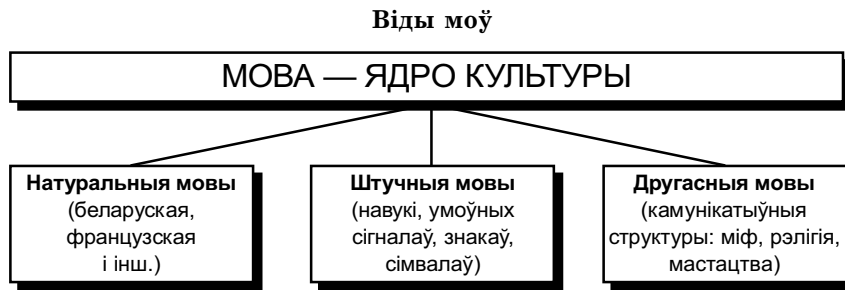 Віды моў
МОВА — ЯДРО КУЛЬТУРЫ
Натуральныя мовы
(беларуская,
французская
і інш.)
Штучныя мовы
(навукі, умоўных
сігналаў, знакаў,
сімвалаў)
Другасныя мовы
(камунікатыўныя
структуры: міф, рэлігія,
мастацтва)